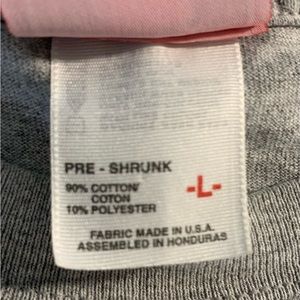 PRE - SHRUNK
90% COTTON/
COTON
10% POLYESTER
-L-
FABRIC MADE IN U.S.A.
ASSEMBLED IN HONDURAS